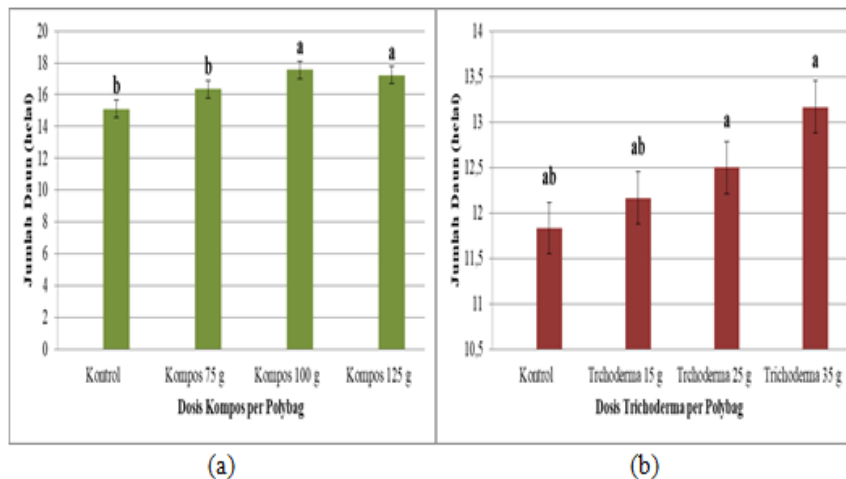 Jumlah Daun (helai)
20
18
16
14
12
10
8
6
4
2
0
b
b
a
a
Kontrol
Kompos 75 g
Kompos 100 g
Kompos 125 g
Dosis Kompos per Polybag
(a)
Jumlah Daun (helai)
14
13,5
13
12,5
12
11,5
11
10,5
ab
ab
a
a
Kontrol
Trchoderma 15 g
Trchoderma 25 g
Trichoderma 35 g
Dosis Trichoderma per Polybag
(b)